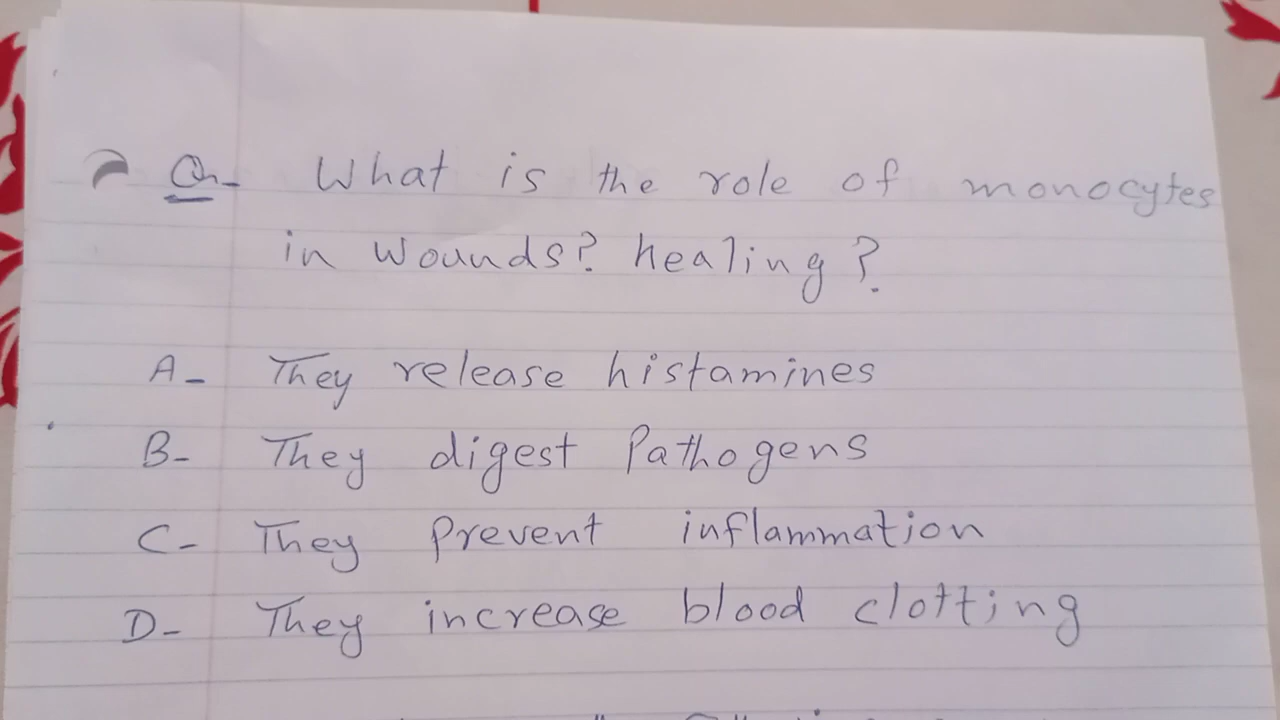 Qn- What is the role of monocytes
in wounds? healing?
A- They release histamines
B- They digest Pathogens
C- They prevent inflammation
D- They increase blood clotting